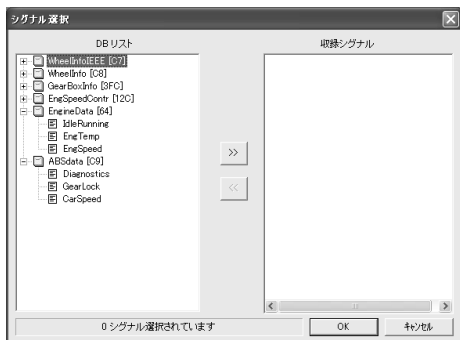 シグナル選択
DB リスト
収録シグナル
WheelInfoIEEE [C7]
WheelInfo [C8]
GearBoxInfo [3FC]
EngSpeedContr [12C]
EngineData [64]
IdleRunning
EngTemp
EngSpeed
ABSdata [C9]
Diagnostics
GearLock
CarSpeed
>>
<<
0 シグナル選択されています
OK
キャンセル